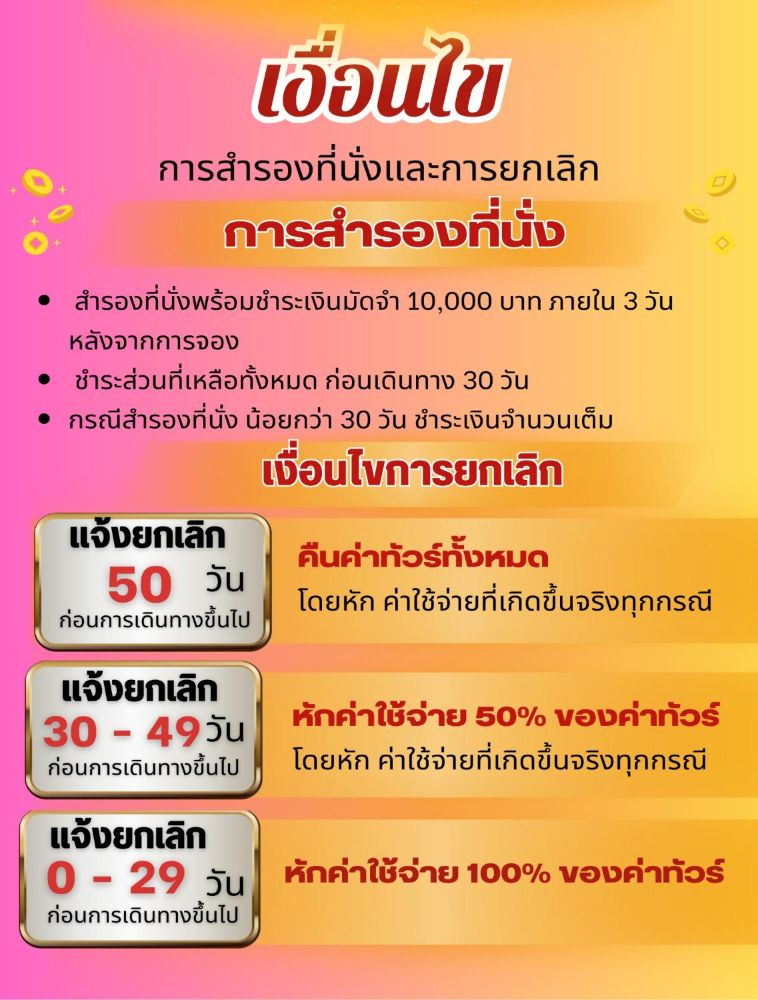 เงื่อนไข
การสำรองที่นั่งและการยกเลิก
การสำรองที่นั่ง
สำรองที่นั่งพร้อมชำระเงินมัดจำ 10,000 บาท ภายใน 3 วัน
หลังจากการจอง
ชำระส่วนที่เหลือทั้งหมด ก่อนเดินทาง 30 วัน
กรณีสำรองที่นั่ง น้อยกว่า 30 วัน ชำระเงินจำนวนเต็ม
เงื่อนไขการยกเลิก
แจ้งยกเลิก
50 วัน
ก่อนการเดินทางขึ้นไป
คืนค่าทัวร์ทั้งหมด
โดยหัก ค่าใช้จ่ายที่เกิดขึ้นจริงทุกกรณี
แจ้งยกเลิก
30 - 49 วัน
ก่อนการเดินทางขึ้นไป
หักค่าใช้จ่าย 50% ของค่าทัวร์
โดยหัก ค่าใช้จ่ายที่เกิดขึ้นจริงทุกกรณี
แจ้งยกเลิก
0 - 29 วัน
ก่อนการเดินทางขึ้นไป
หักค่าใช้จ่าย 100% ของค่าทัวร์